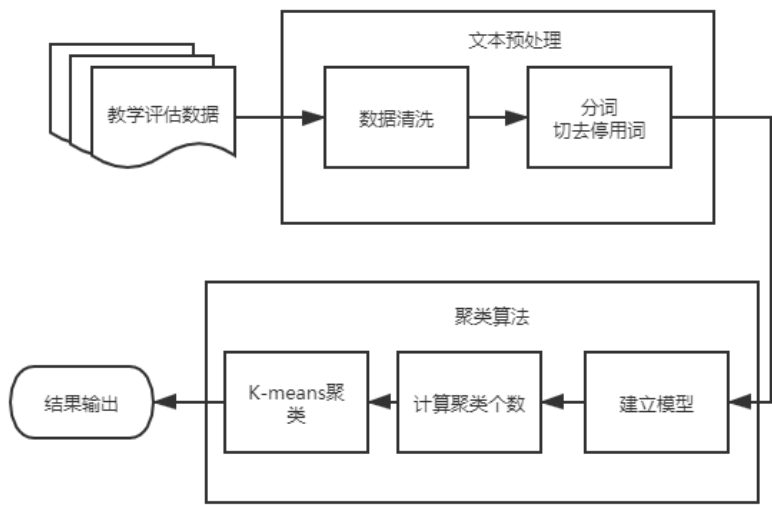 文本预处理
教学评估数据
数据清洗
分词
切去停用词
聚类算法
结果输出
K-means聚
类
计算聚类个数
建立模型